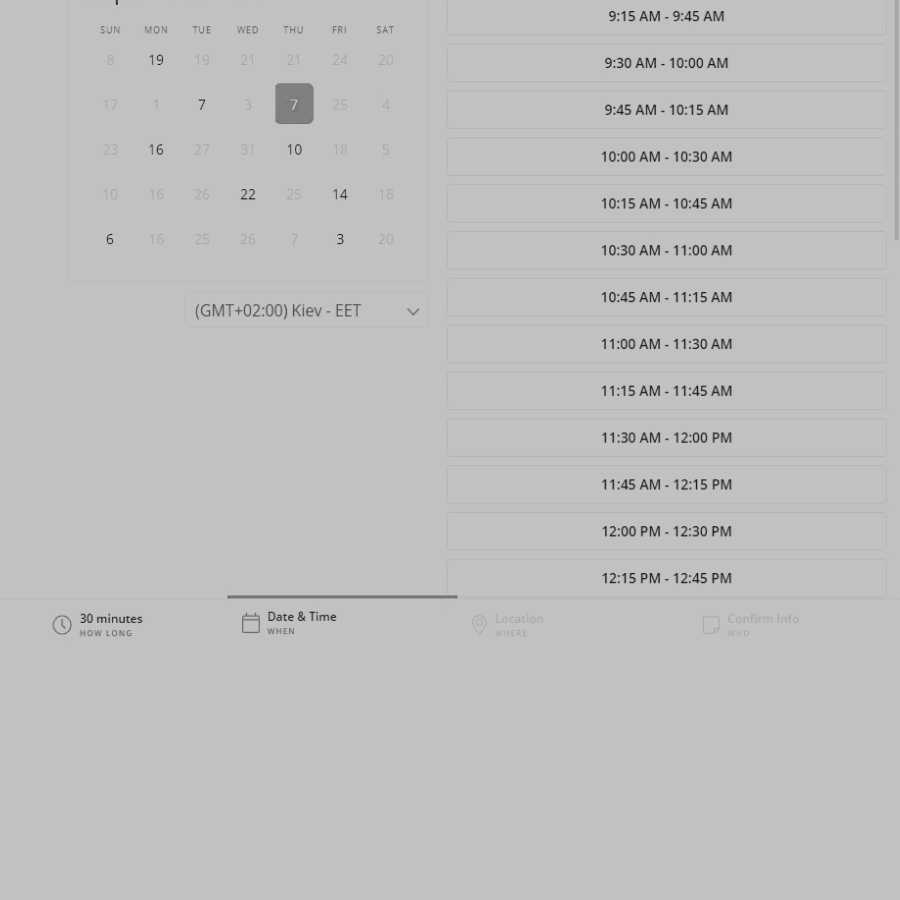 SUN MON TUE WED THU FRI SAT
8 19 19 21 21 24 20
17 1 7 3 7 25 4
23 16 27 31 10 18 5
10 16 26 22 25 14 18
6 16 25 26 7 3 20
(GMT+02:00) Kiev - EET
9:15 AM - 9:45 AM
9:30 AM - 10:00 AM
9:45 AM - 10:15 AM
10:00 AM - 10:30 AM
10:15 AM - 10:45 AM
10:30 AM - 11:00 AM
10:45 AM - 11:15 AM
11:00 AM - 11:30 AM
11:15 AM - 11:45 AM
11:30 AM - 12:00 PM
11:45 AM - 12:15 PM
12:00 PM - 12:30 PM
12:15 PM - 12:45 PM
30 minutes
HOW LONG
Date & Time
WHEN
Location
WHERE
Confirm Info
WHO